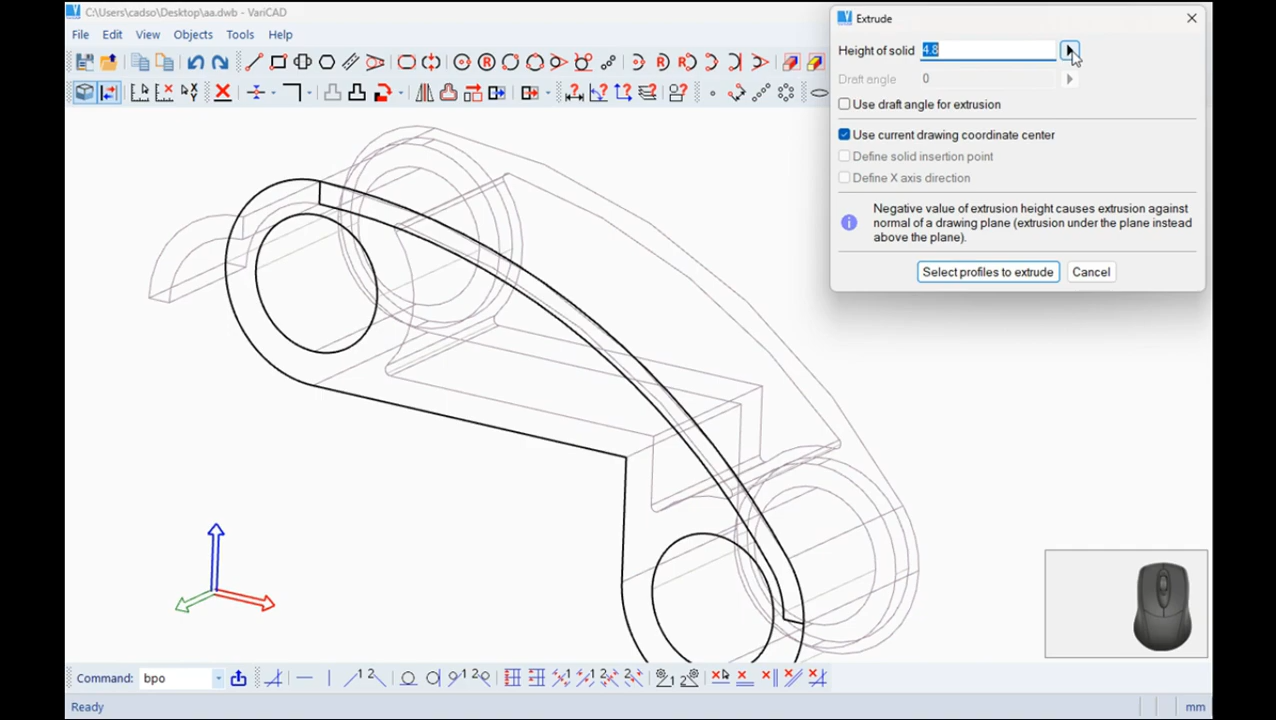 C:\Users\cadso\Desktop\aa.dwb - VariCAD
File Edit View Objects Tools Help
Extrude
Height of solid 4.8
Draft angle 0
Use draft angle for extrusion
Use current drawing coordinate center
Define solid insertion point
Define X axis direction
Negative value of extrusion height causes extrusion against
normal of a drawing plane (extrusion under the plane instead
above the plane).
Select profiles to extrude Cancel
Command: bpo
Ready mm